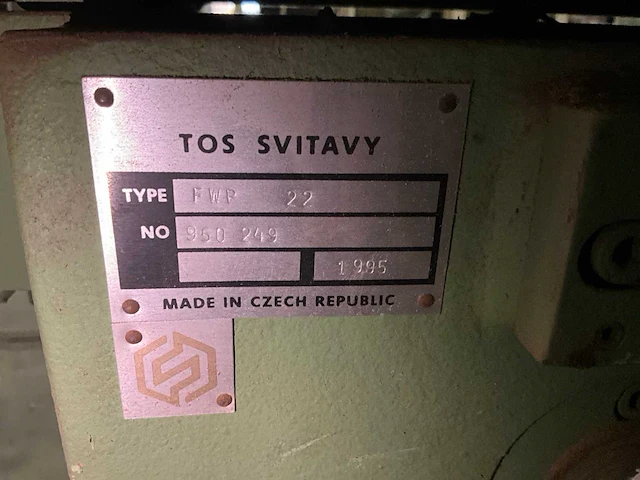 TOS SVITAVY
TYPE FWP 22
NO 950 249
1995
MADE IN CZECH REPUBLIC